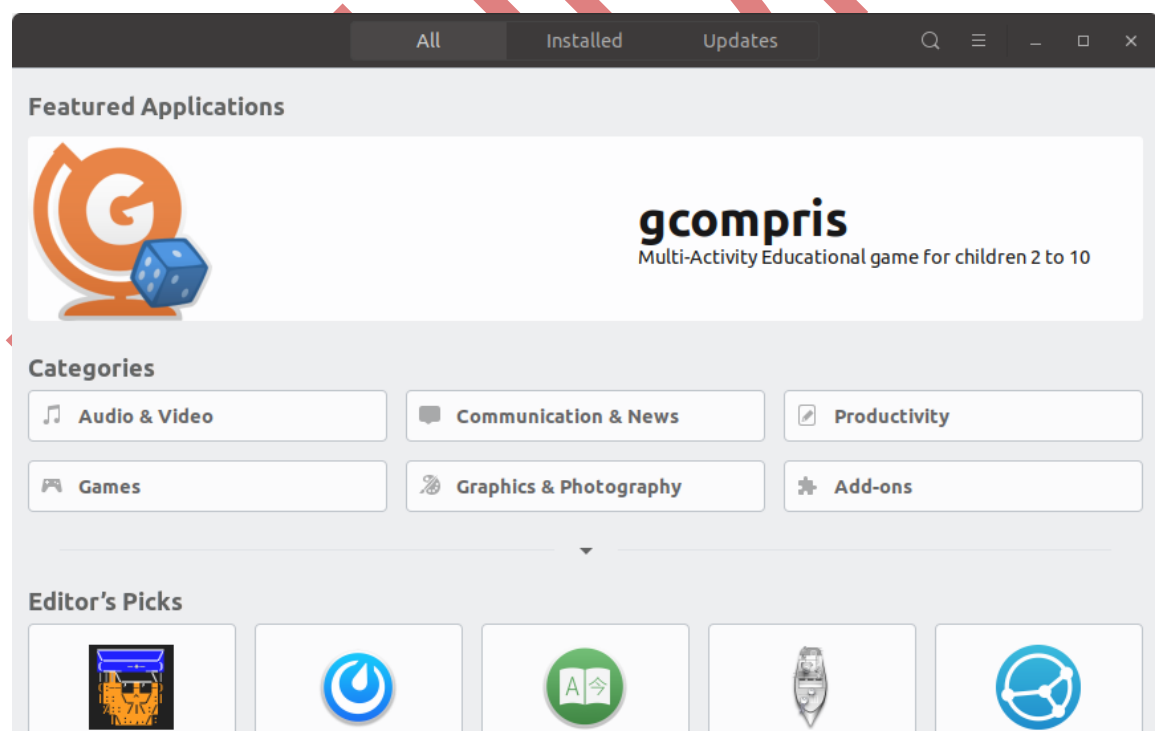 All Installed Updates
Featured Applications
G
gcompris
Multi-Activity Educational game for children 2 to 10
Categories
Audio & Video Communication & News Productivity
Games Graphics & Photography Add-ons
Editor’s Picks
A 今